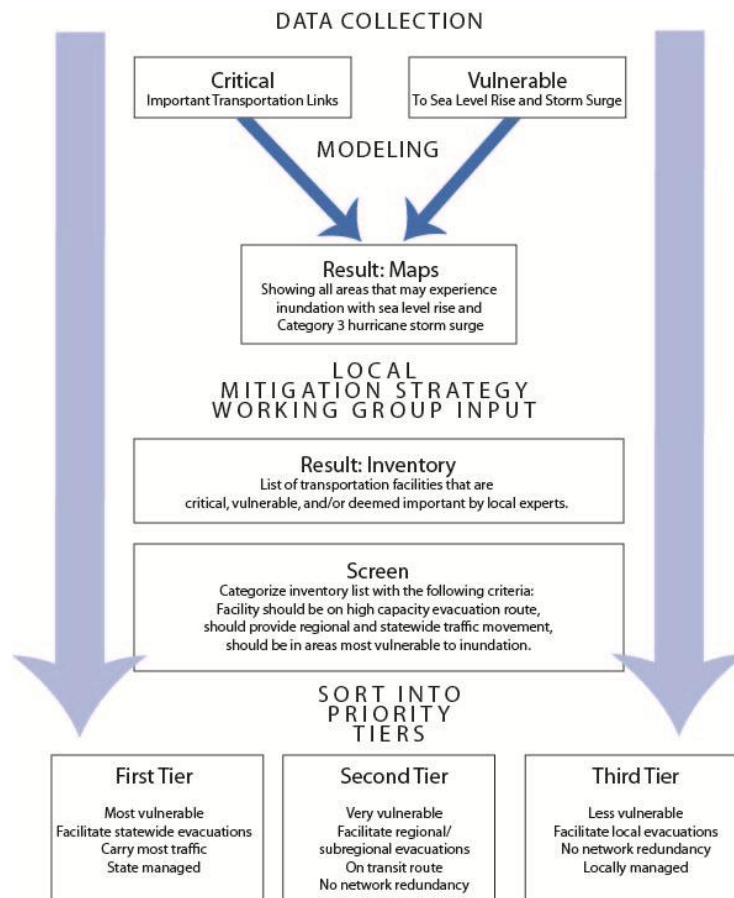 DATA COLLECTION
Critical
Important Transportation Links
Vulnerable
To Sea Level Rise and Storm Surge
MODELING
Result: Maps
Showing all areas that may experience
inundation with sea level rise and
Category 3 hurricane storm surge
LOCAL
MITIGATION STRATEGY
WORKING GROUP INPUT
Result: Inventory
List of transportation facilities that are
critical, vulnerable, and/or deemed important by local experts.
Screen
Categorize inventory list with the following criteria:
Facility should be on high capacity evacuation route,
should provide regional and statewide traffic movement,
should be in areas most vulnerable to inundation.
SORT INTO
PRIORITY
TIERS
First Tier
Most vulnerable
Facilitate statewide evacuations
Carry most traffic
State managed
Second Tier
Very vulnerable
Facilitate regional/
subregional evacuations
On transit route
No network redundancy
Third Tier
Less vulnerable
Facilitate local evacuations
No network redundancy
Locally managed